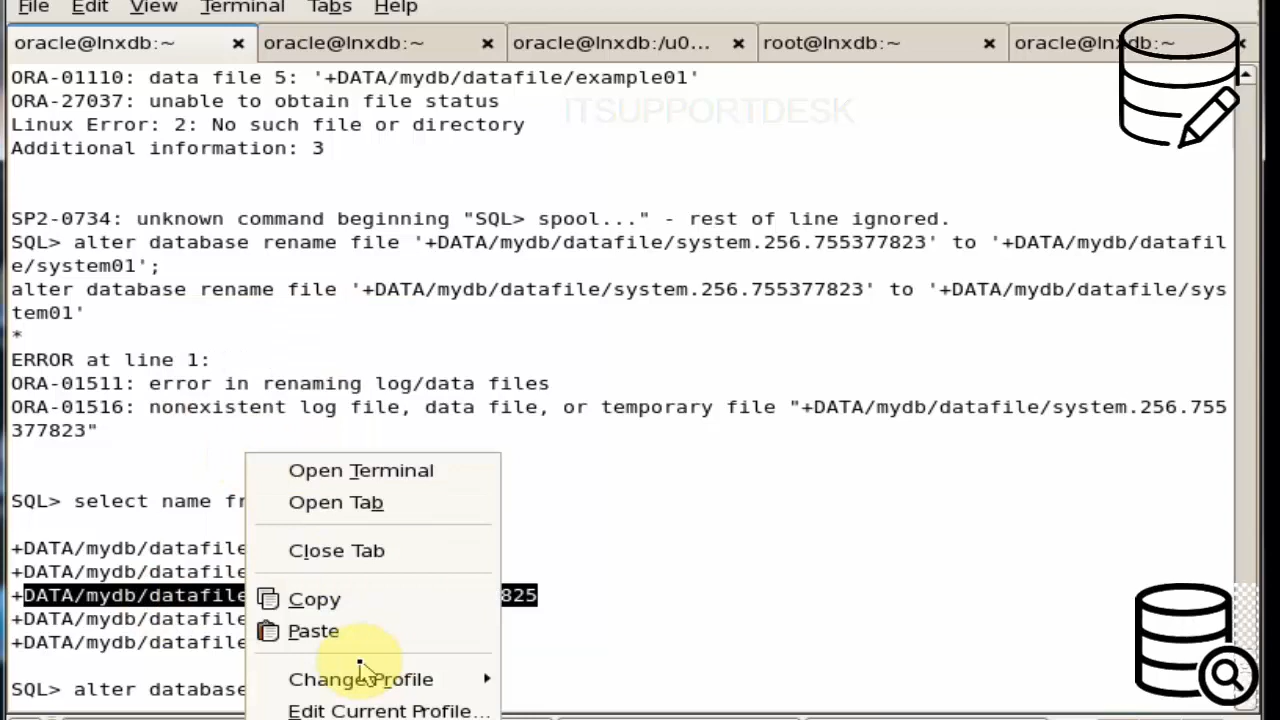 File Edit View Terminal Tabs Help
oracle@lnxdb:~ oracle@lnxdb:~ oracle@lnxdb:/u0... root@lnxdb:~ oracle@lnxdb:~
ORA-01110: data file 5: '+DATA/mydb/datafile/example01'
ORA-27037: unable to obtain file status
ITSUPPORTDESK
Linux Error: 2: No such file or directory
Additional information: 3
SP2-0734: unknown command beginning "SQL> spool..." - rest of line ignored.
SQL> alter database rename file '+DATA/mydb/datafile/system.256.755377823' to '+DATA/mydb/datafil
e/system01';
alter database rename file '+DATA/mydb/datafile/system.256.755377823' to '+DATA/mydb/datafile/sys
tem01'
*
ERROR at line 1:
ORA-01511: error in renaming log/data files
ORA-01516: nonexistent log file, data file, or temporary file "+DATA/mydb/datafile/system.256.755
377823"
SQL> select name fr
+DATA/mydb/datafile
+DATA/mydb/datafile
+DATA/mydb/datafile 825
+DATA/mydb/datafile
+DATA/mydb/datafile
SQL> alter database
Open Terminal
Open Tab
Close Tab
Copy
Paste
Change Profile
Edit Current Profile...